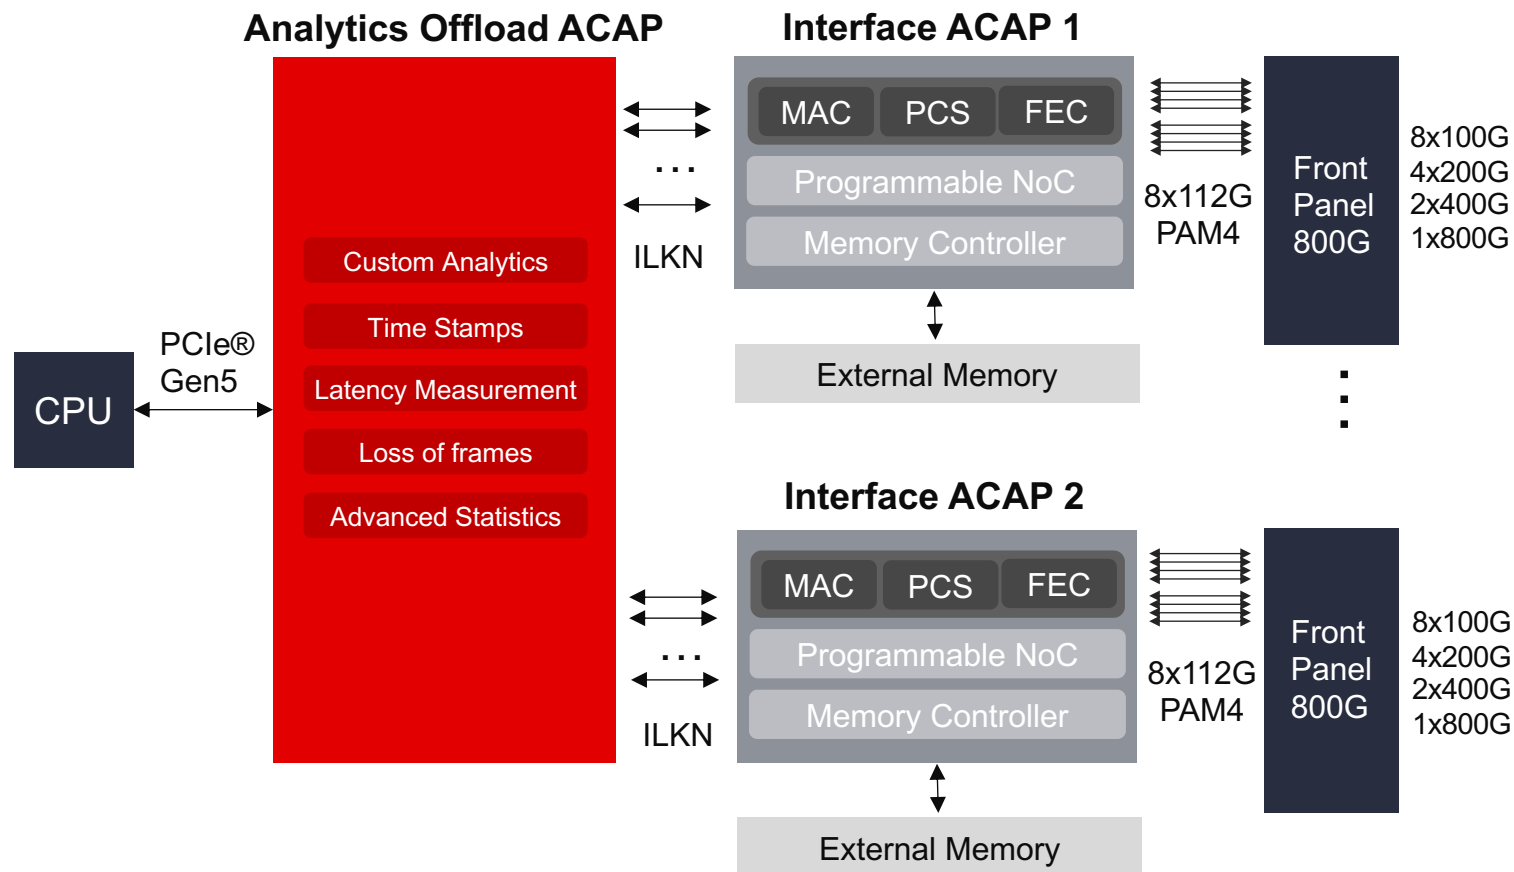 Analytics Offload ACAP
Interface ACAP 1
MAC
PCS
FEC
Programmable NoC
Memory Controller
8x112G
PAM4
Front
Panel
800G
8x100G
4x200G
2x400G
1x800G
...
ILKN
Custom Analytics
Time Stamps
Latency Measurement
Loss of frames
Advanced Statistics
PCIe®
Gen5
CPU
External Memory
Interface ACAP 2
MAC
PCS
FEC
Programmable NoC
Memory Controller
...
ILKN
8x112G
PAM4
Front
Panel
800G
8x100G
4x200G
2x400G
1x800G
External Memory